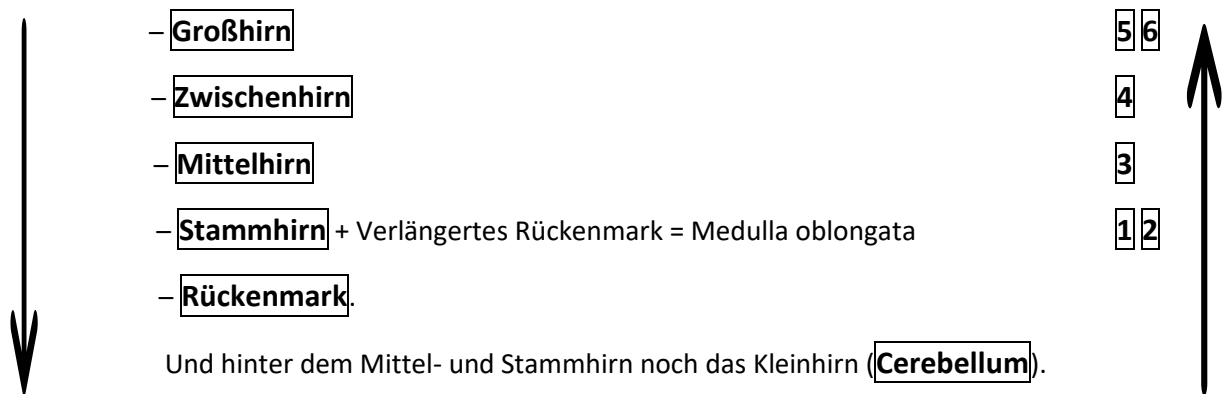 – Großhirn 5 6
– Zwischenhirn 4
– Mittelhirn 3
– Stammhirn + Verlängertes Rückenmark = Medulla oblongata 1 2
– Rückenmark.
Und hinter dem Mittel- und Stammhirn noch das Kleinhirn (Cerebellum).